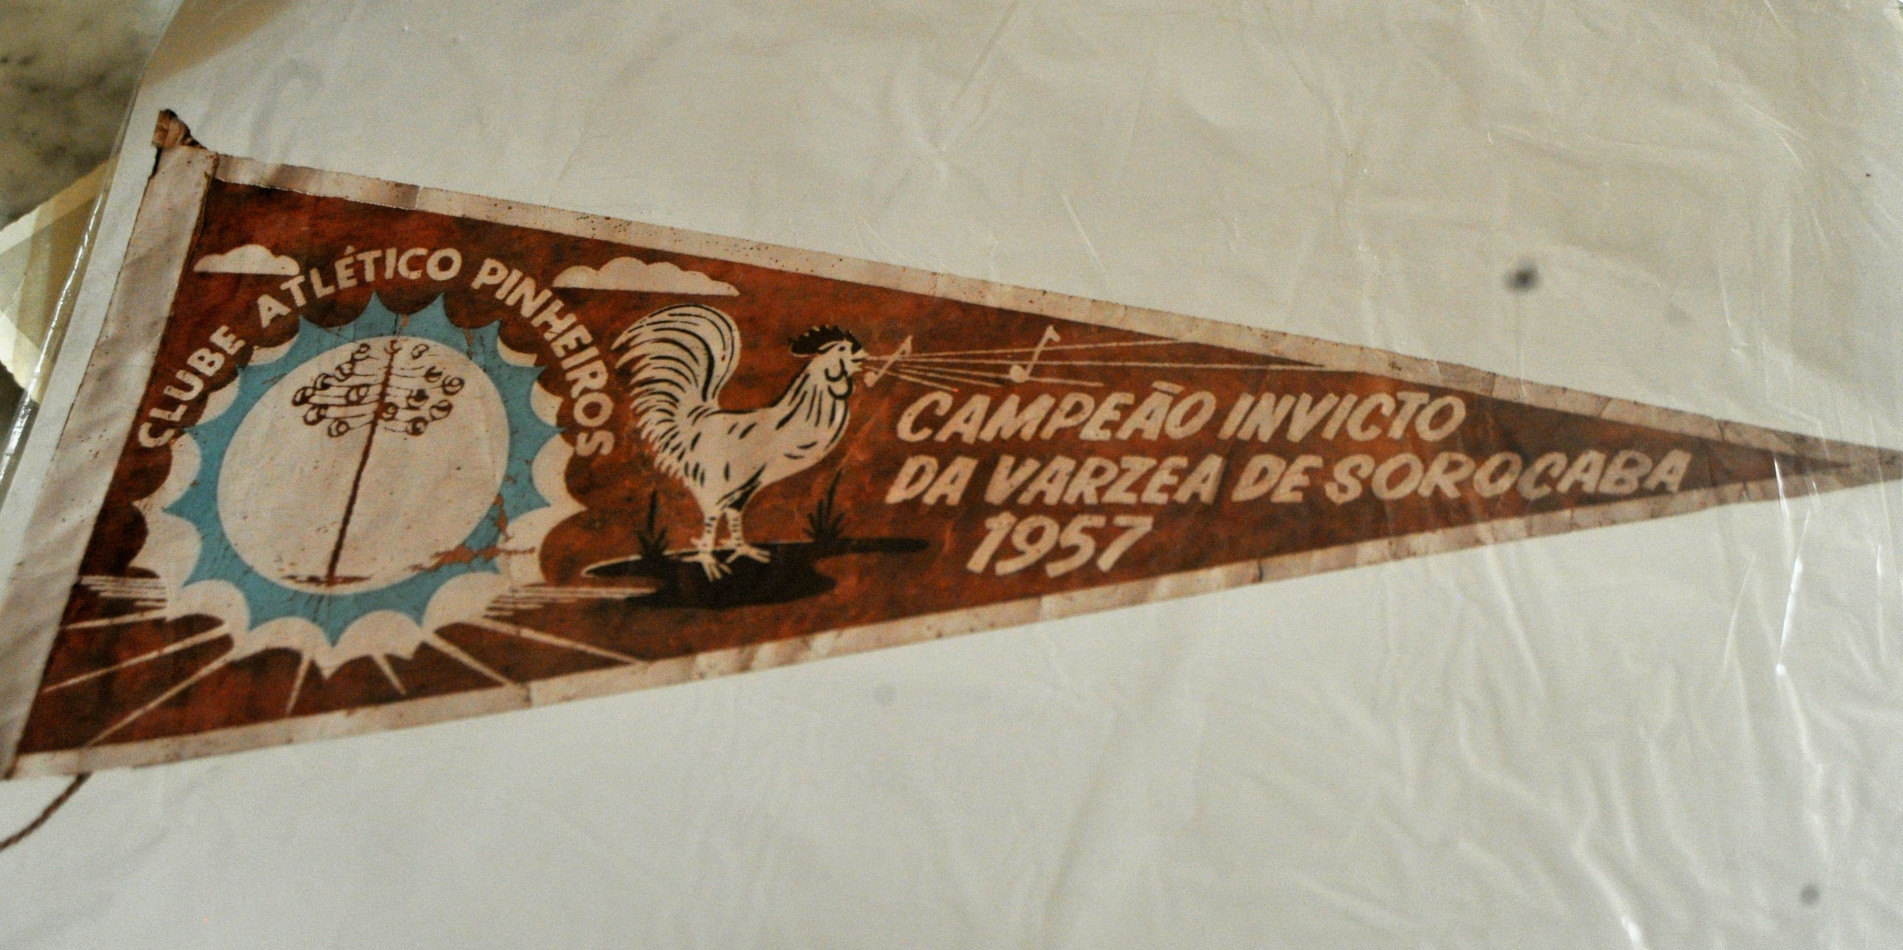 CLUBE ATLÉTICO PINHEIROS
CAMPEÃO INVICTO
DA VARZEA DE SOROCABA
1957